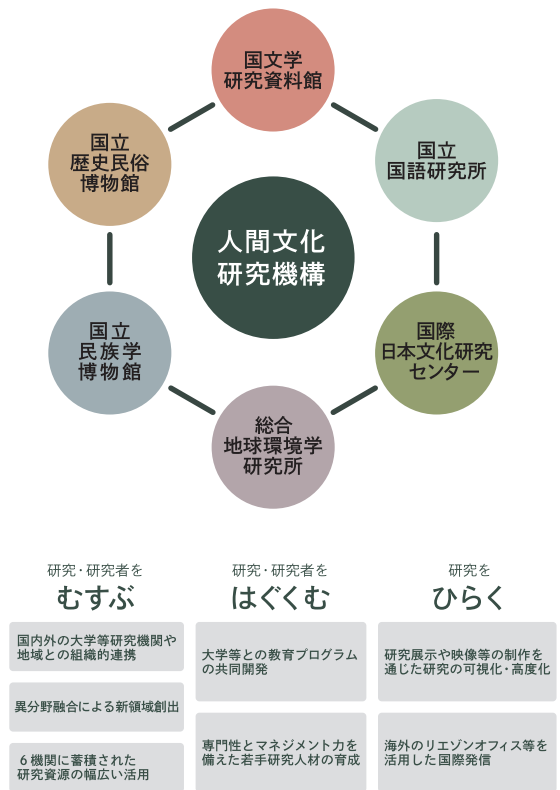 国文学
研究資料館
国立
歴史民俗
博物館
国立
国語研究所
人間文化
研究機構
国立
民族学
博物館
国際
日本文化研究
センター
総合
地球環境学
研究所
研究・研究者を
むすぶ
国内外の大学等研究機関や
地域との組織的連携
異分野融合による新領域創出
6機関に蓄積された
研究資源の幅広い活用
研究・研究者を
はぐくむ
大学等との教育プログラム
の共同開発
専門性とマネジメント力を
備えた若手研究人材の育成
研究を
ひらく
研究展示や映像等の制作を
通じた研究の可視化・高度化
海外のリエゾンオフィス等を
活用した国際発信